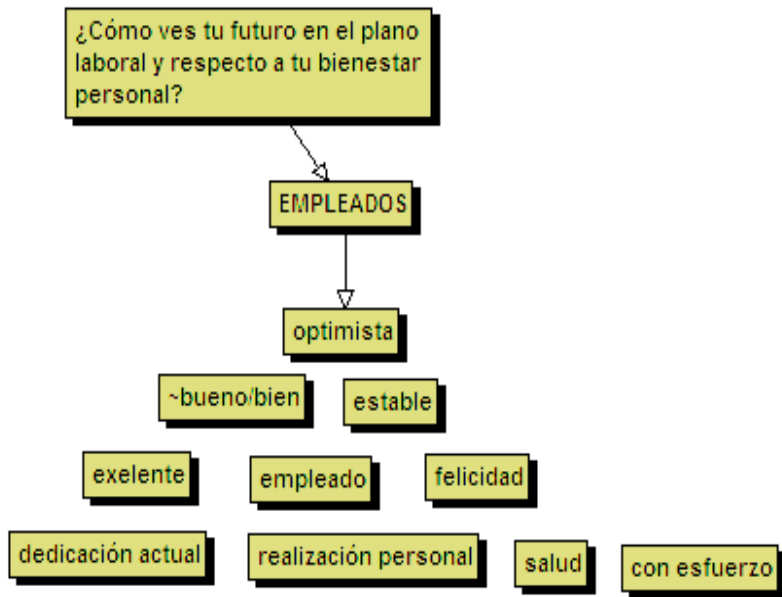 ¿Cómo ves tu futuro en el plano
laboral y respecto a tu bienestar
personal?
EMPLEADOS
optimista
~bueno/bien
estable
exelente
empleado
felicidad
dedicación actual
realización personal
salud
con esfuerzo